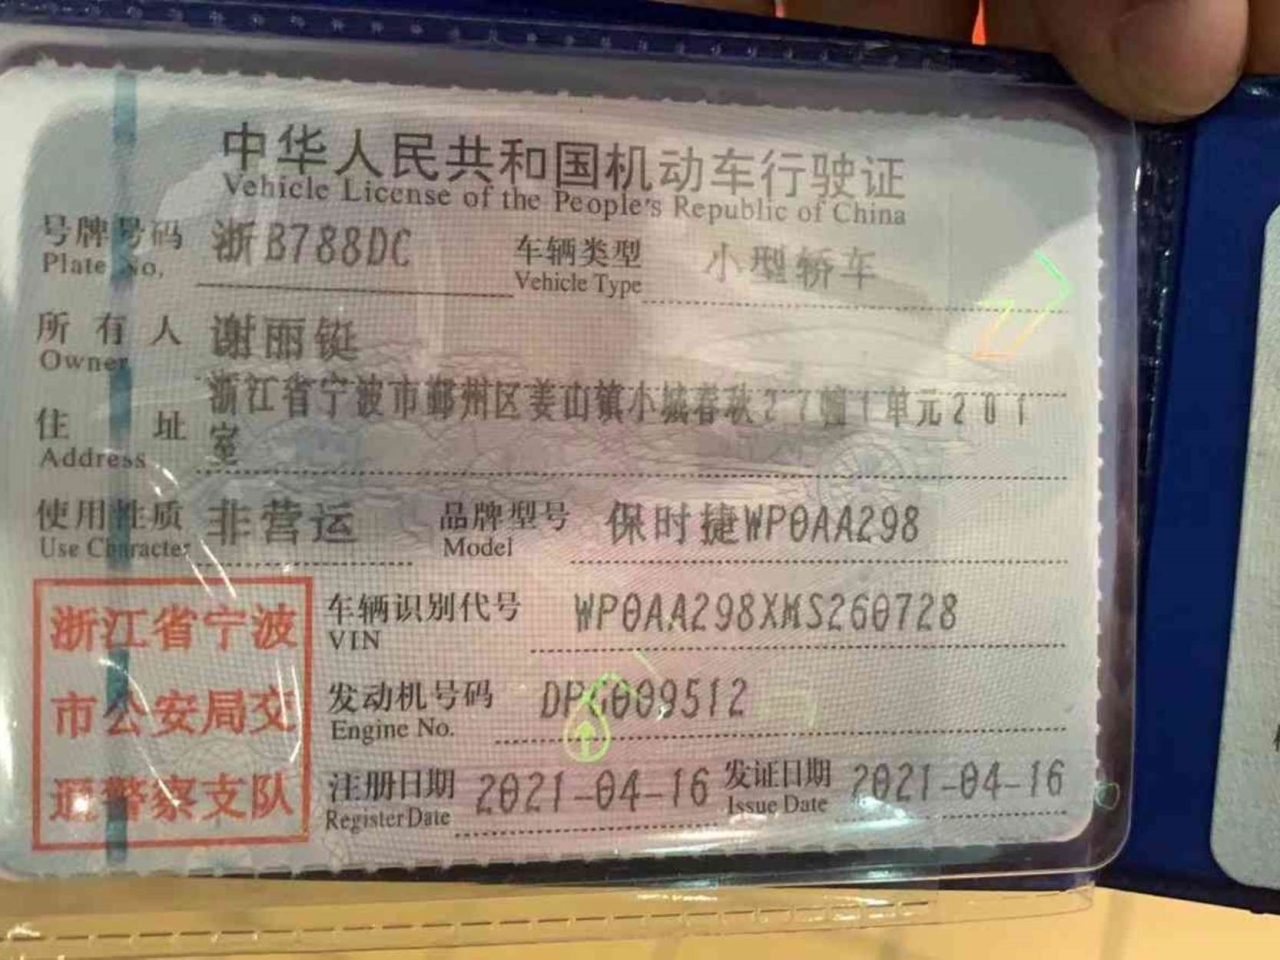 中华人民共和国机动车行驶证
Vehicle License of the People's Republic of China
号牌号码 浙B788DC 车辆类型 小型轿车
Plate No. Vehicle Type
所有人 谢丽铤
Owner
浙江省宁波市鄞州区姜山镇小城春秋27幢1单元201
住址 室
Address
使用性质 非营运 品牌型号 保时捷WP0AA298
Use Character Model
浙江省宁波
市公安局交
通警察支队
车辆识别代号 WP0AA298XMS260728
VIN
发动机号码 DPC009512
Engine No.
注册日期 2021-04-16 发证日期 2021-04-16
Register Date Issue Date